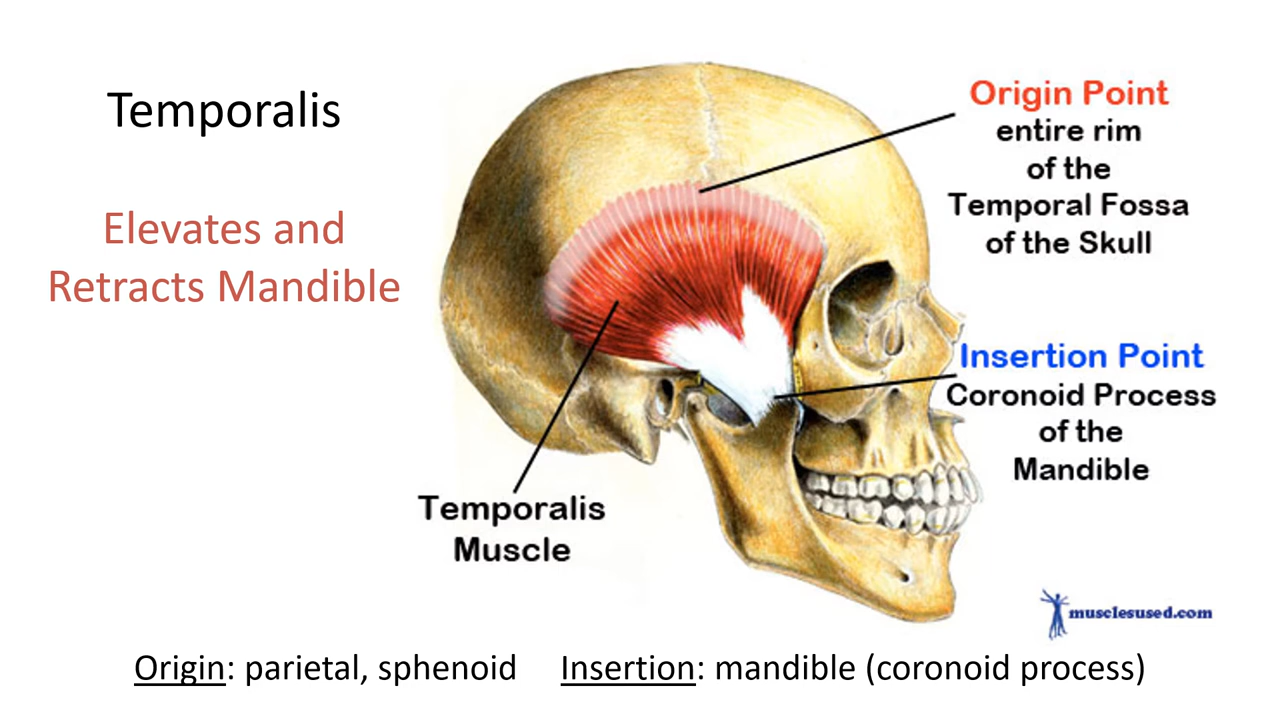 Temporalis
Elevates and
Retracts Mandible
Origin Point
entire rim
of the
Temporal Fossa
of the Skull
Insertion Point
Coronoid Process
of the
Mandible
Temporalis
Muscle
musclesused.com
Origin: parietal, sphenoid Insertion: mandible (coronoid process)